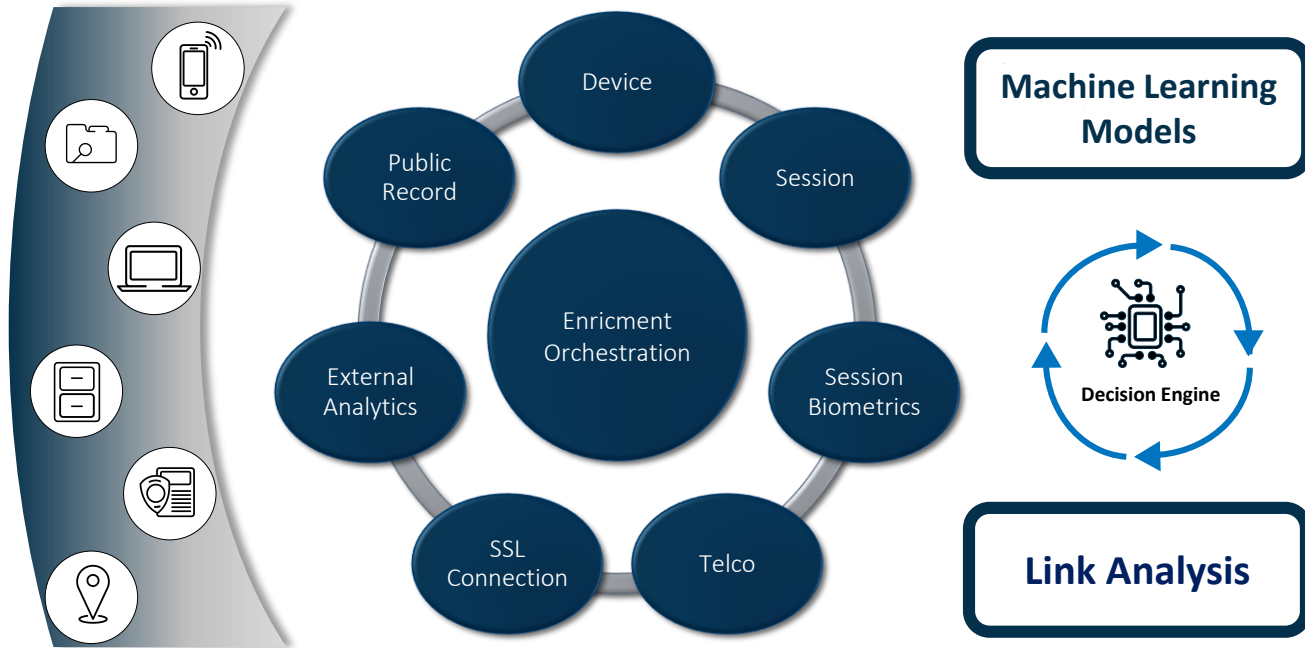 Device
Public
Record
Session
Enricment
Orchestration
External
Analytics
Session
Biometrics
SSL
Connection
Telco
Machine Learning
Models
Decision Engine
Link Analysis